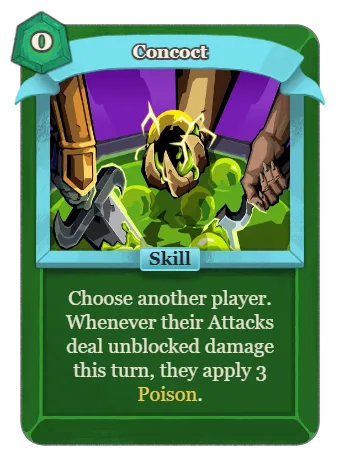 0
Concoct
Skill
Choose another player.
Whenever their Attacks
deal unblocked damage
this turn, they apply 3
Poison.